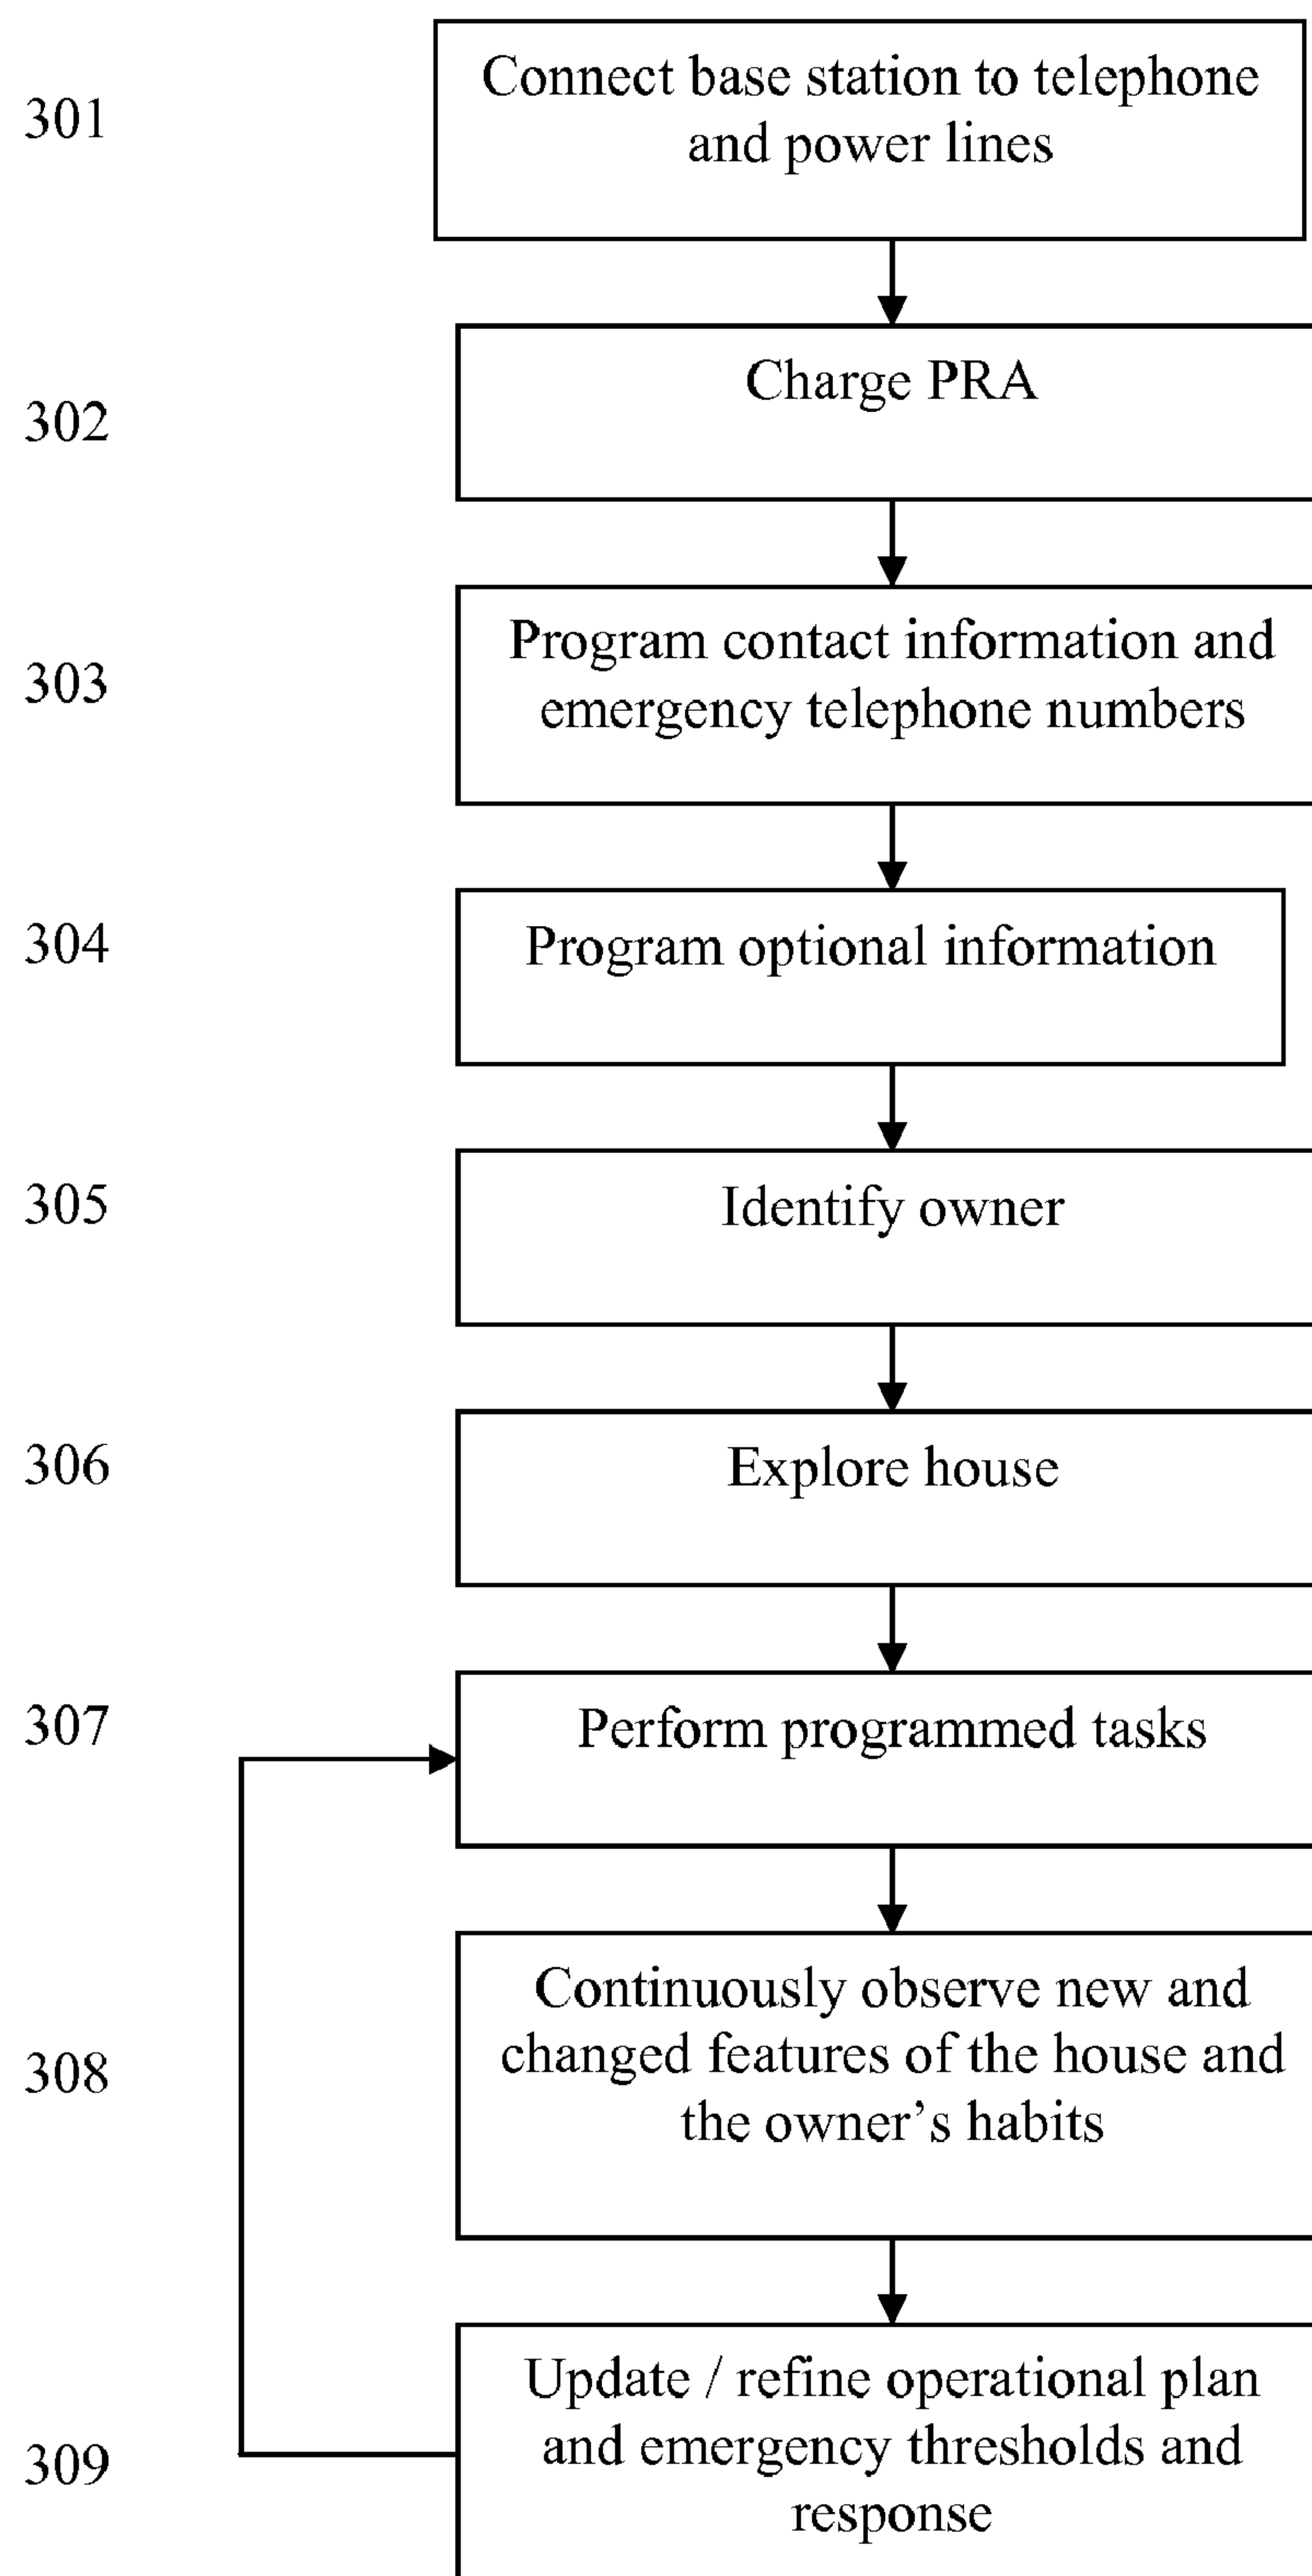 301
Connect base station to telephone
and power lines
302
Charge PRA
303
Program contact information and
emergency telephone numbers
304
Program optional information
305
Identify owner
306
Explore house
307
Perform programmed tasks
308
Continuously observe new and
changed features of the house and
the owner’s habits
309
Update / refine operational plan
and emergency thresholds and
response